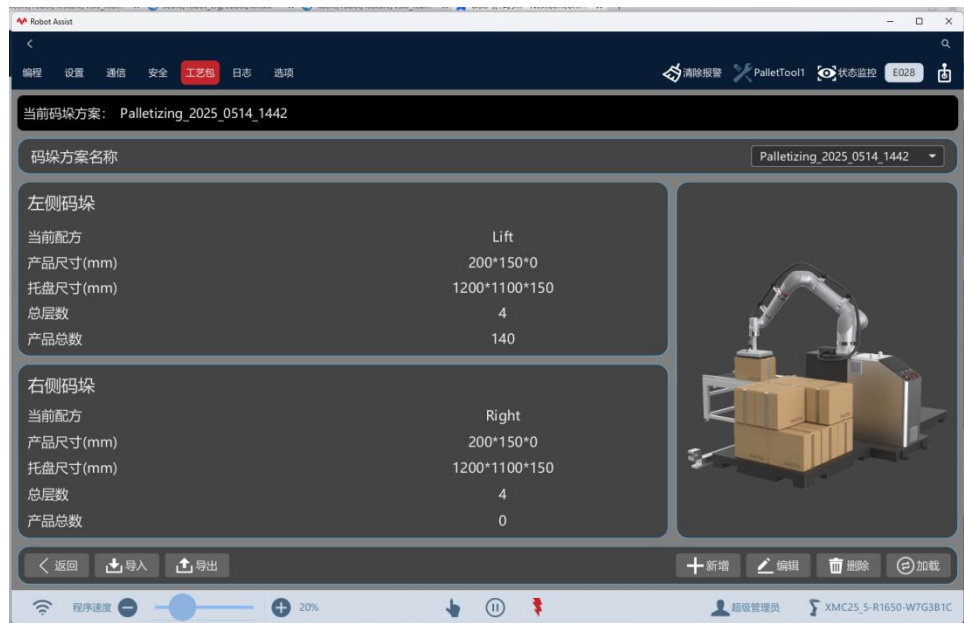 Robot Assist
编程 设置 通信 安全 工艺包 日志 选项 清除报警 PalletTool1 状态监控 E028
当前码垛方案： Palletizing_2025_0514_1442
码垛方案名称 Palletizing_2025_0514_1442
左侧码垛
当前配方 Lift
产品尺寸(mm) 200*150*0
托盘尺寸(mm) 1200*1100*150
总层数 4
产品总数 140
右侧码垛
当前配方 Right
产品尺寸(mm) 200*150*0
托盘尺寸(mm) 1200*1100*150
总层数 4
产品总数 0
返回 导入 导出 新增 编辑 删除 加载
程序速度 20% 超级管理员 XMC25_5-R1650-W7G3B1C